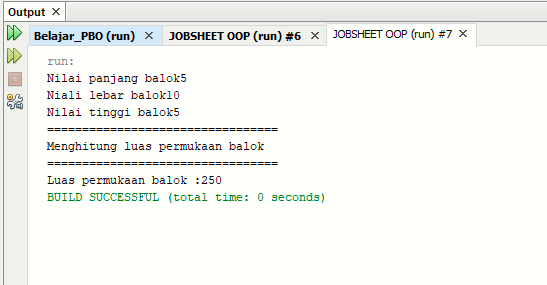 Output ×
Belajar_PBO (run) × JOBSHEET OOP (run) #6 × JOBSHEET OOP (run) #7 ×
run:
Nilai panjang balok5
Niali lebar balok10
Nilai tinggi balok5
=================================
Menghitung luas permukaan balok
=================================
Luas permukaan balok :250
BUILD SUCCESSFUL (total time: 0 seconds)